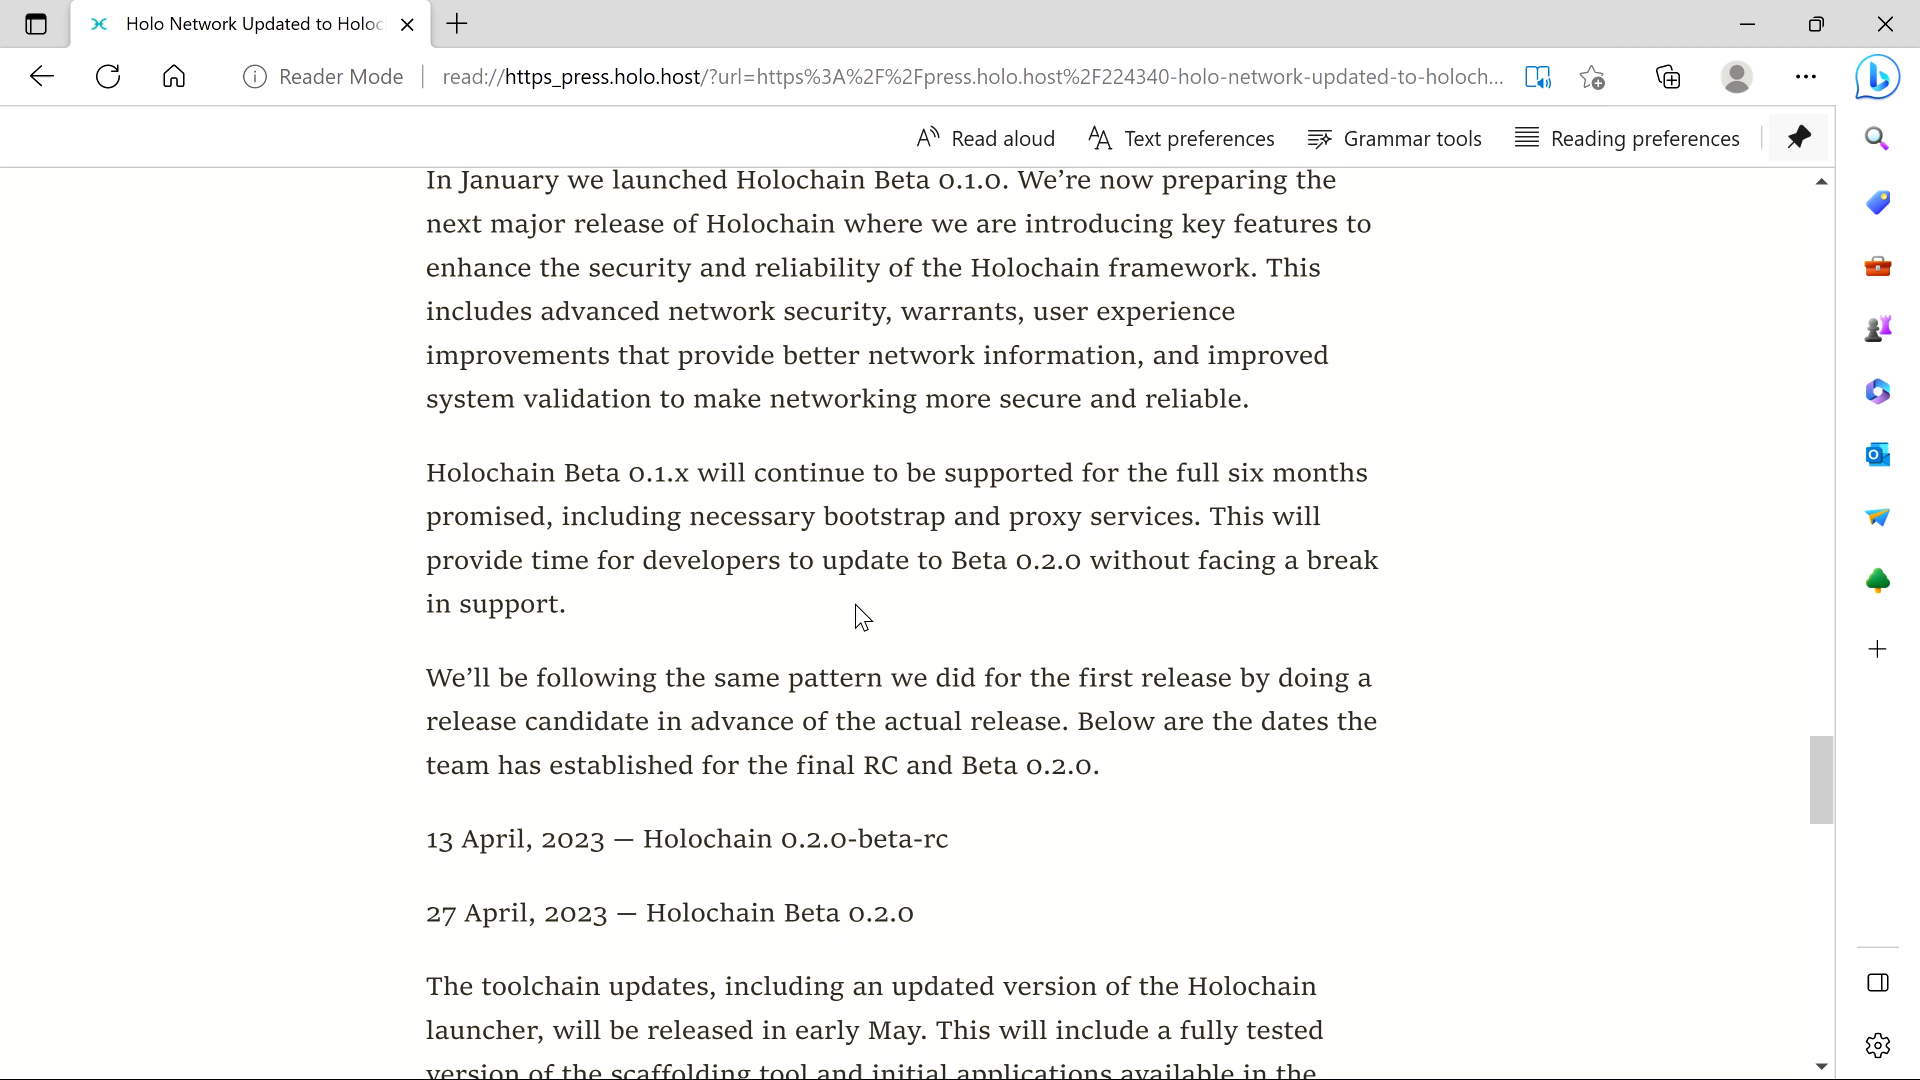 Holo Network Updated to Holoc
Reader Mode
read://https_press.holo.host/?url=https%3A%2F%2Fpress.holo.host%2F224340-holo-network-updated-to-holoch...
Read aloud
Text preferences
Grammar tools
Reading preferences
In January we launched Holochain Beta 0.1.0. We’re now preparing the
next major release of Holochain where we are introducing key features to
enhance the security and reliability of the Holochain framework. This
includes advanced network security, warrants, user experience
improvements that provide better network information, and improved
system validation to make networking more secure and reliable.
Holochain Beta 0.1.x will continue to be supported for the full six months
promised, including necessary bootstrap and proxy services. This will
provide time for developers to update to Beta 0.2.0 without facing a break
in support.
We’ll be following the same pattern we did for the first release by doing a
release candidate in advance of the actual release. Below are the dates the
team has established for the final RC and Beta 0.2.0.
13 April, 2023 — Holochain 0.2.0-beta-rc
27 April, 2023 — Holochain Beta 0.2.0
The toolchain updates, including an updated version of the Holochain
launcher, will be released in early May. This will include a fully tested
version of the scaffolding tool and initial applications available in the